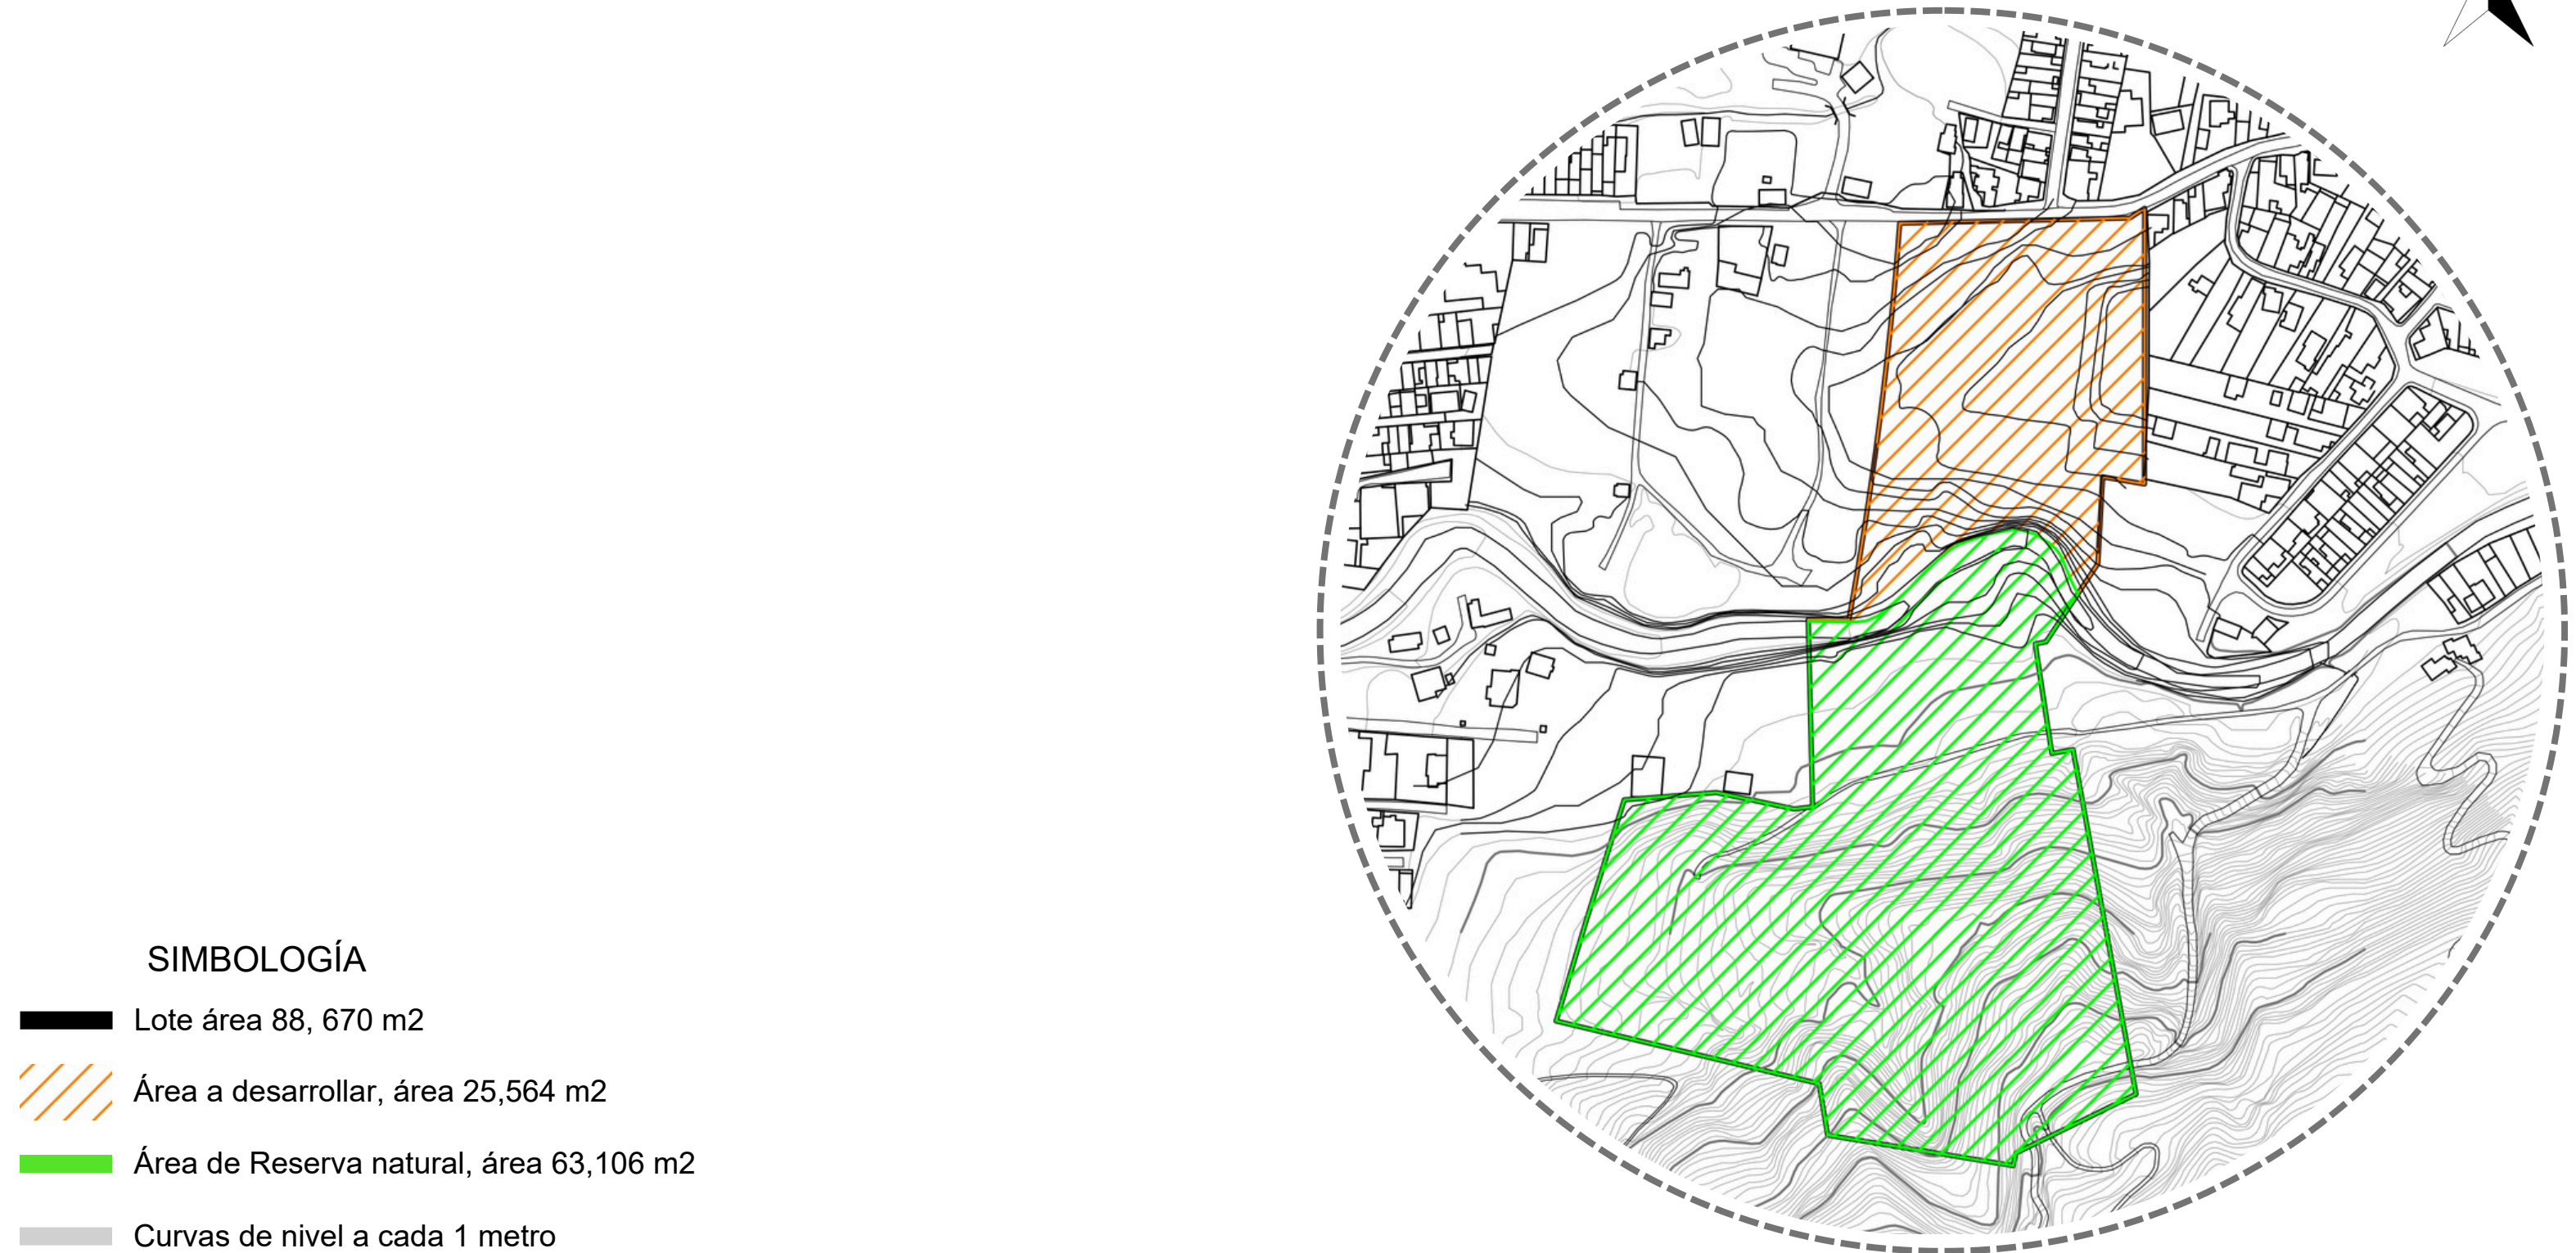 SIMBOLOGÍA
Lote área 88, 670 m2
Área a desarrollar, área 25,564 m2
Área de Reserva natural, área 63,106 m2
Curvas de nivel a cada 1 metro